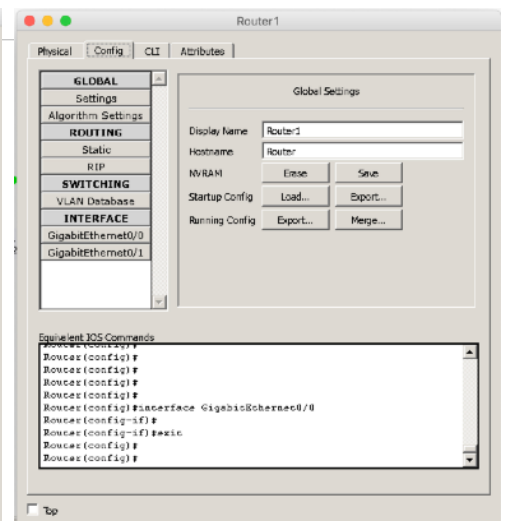 Router1
Physical Config CLI Attributes
GLOBAL
Settings
Algorithm Settings
ROUTING
Static
RIP
SWITCHING
VLAN Database
INTERFACE
GigabitEthernet0/0
GigabitEthernet0/1
Global Settings
Display Name Router1
Hostname Router
NVRAM Erase Save
Startup Config Load... Export...
Running Config Export... Merge...
Equivalent IOS Commands
Router(config)#
Router(config)#
Router(config)#
Router(config)#
Router(config)#
Router(config)#interface GigabitEthernet0/0
Router(config-if)#
Router(config-if)#exit
Router(config)#
Router(config)#
Top